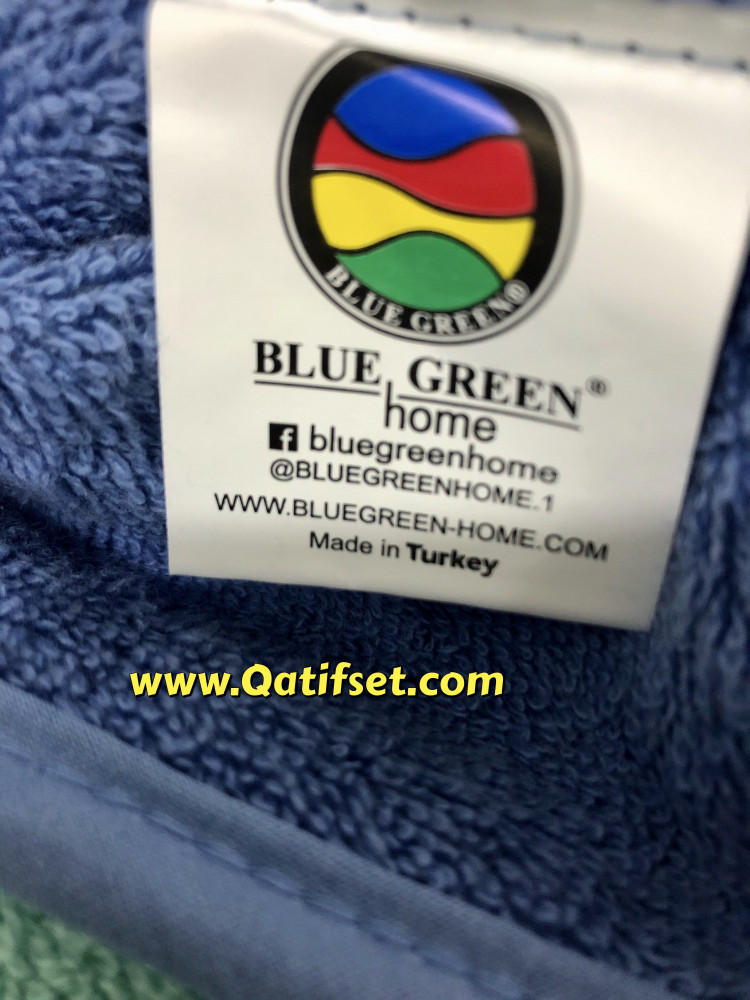 BLUE GREEN®
BLUE GREEN®
home
bluegreenhome
@BLUEGREENHOME.1
WWW.BLUEGREEN-HOME.COM
Made in Turkey
www.Qatifset.com